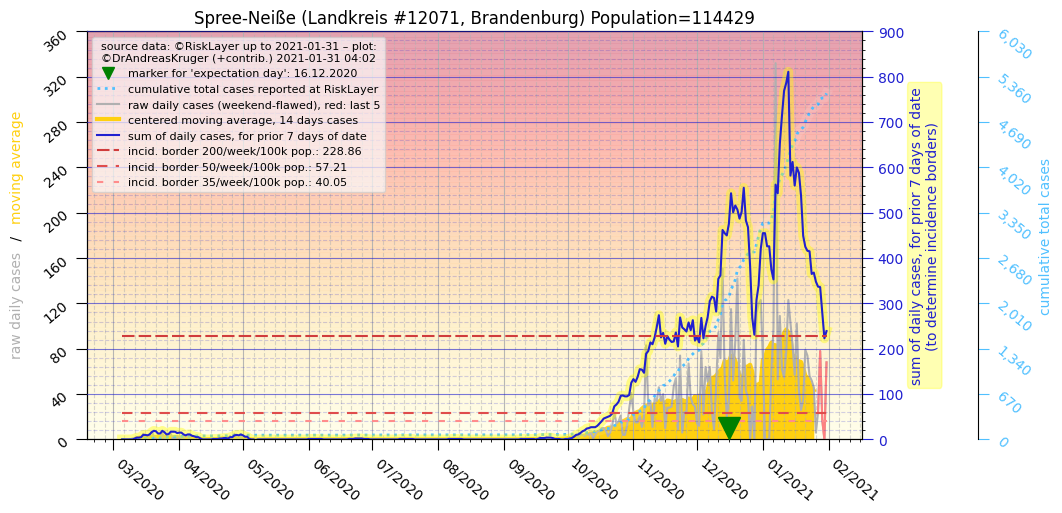 Spree-Neiße (Landkreis #12071, Brandenburg) Population=114429
source data: ©RiskLayer up to 2021-01-31 – plot:
©DrAndreasKruger (+contrib.) 2021-01-31 04:02
marker for 'expectation day': 16.12.2020
cumulative total cases reported at RiskLayer
raw daily cases (weekend-flawed), red: last 5
centered moving average, 14 days cases
sum of daily cases, for prior 7 days of date
incid. border 200/week/100k pop.: 228.86
incid. border 50/week/100k pop.: 57.21
incid. border 35/week/100k pop.: 40.05
raw daily cases / moving average
360
320
280
240
200
160
120
80
40
0
03/2020
04/2020
05/2020
06/2020
07/2020
08/2020
09/2020
10/2020
11/2020
12/2020
01/2021
02/2021
900
800
700
600
500
400
300
200
100
0
sum of daily cases, for prior 7 days of date
(to determine incidence borders)
6,030
5,360
4,690
4,020
3,350
2,680
2,010
1,340
670
0
cumulative total cases